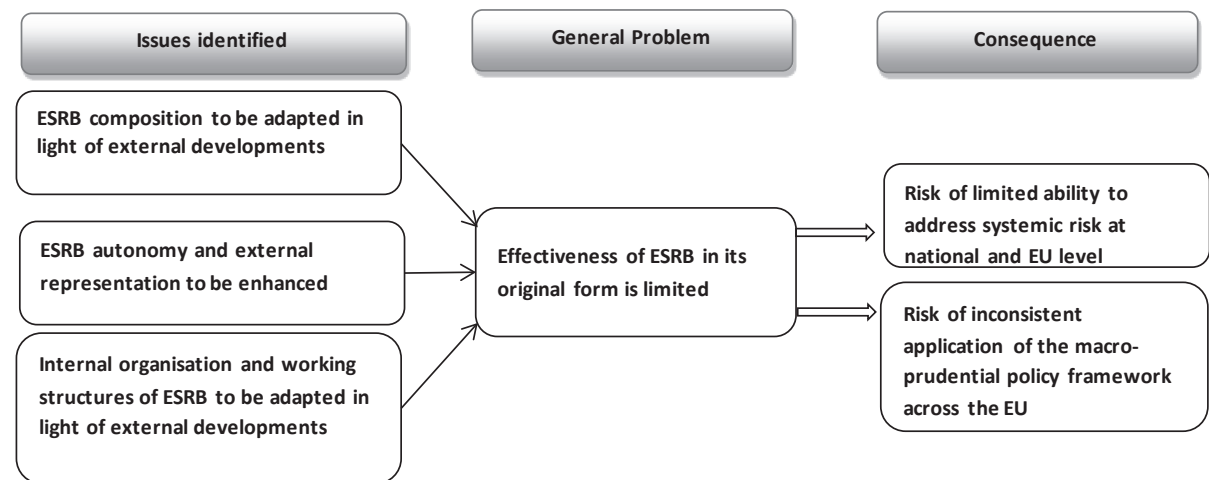 Issues identified
General Problem
Consequence
ESRB composition to be adapted in
light of external developments
ESRB autonomy and external
representation to be enhanced
Internal organisation and working
structures of ESRB to be adapted in
light of external developments
Effectiveness of ESRB in its
original form is limited
Risk of limited ability to
address systemic risk at
national and EU level
Risk of inconsistent
application of the macro-
prudential policy framework
across the EU